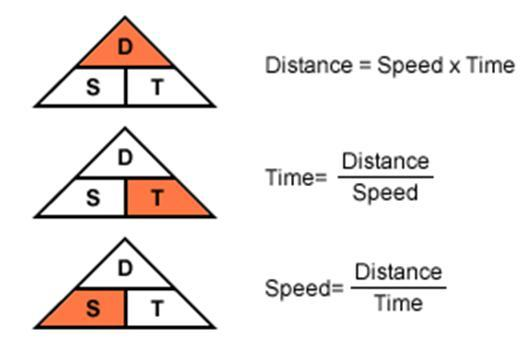 D
S T
Distance = Speed x Time
D
S T
Time= Distance
Speed
D
S T
Speed= Distance
Time